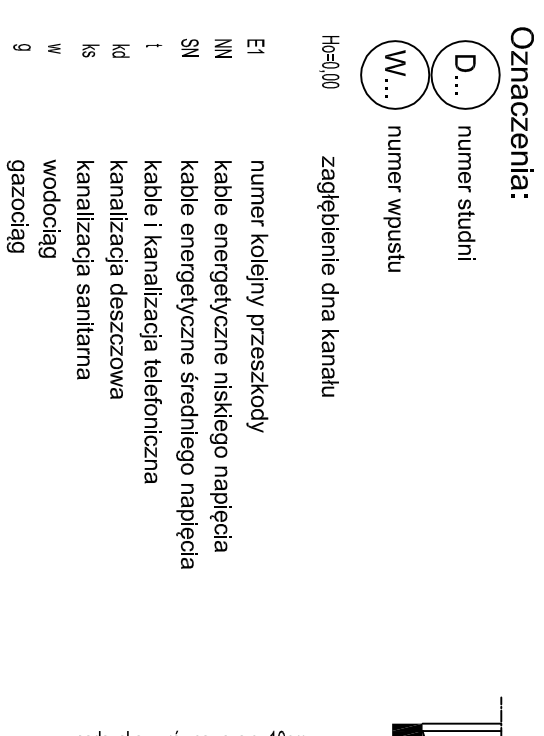 Oznaczenia:
D... numer studni
W... numer wpustu
Ho=0,00 zagłębienie dna kanału
E1 numer kolejny przeszkody
NN kable energetyczne niskiego napięcia
SN kable energetyczne średniego napięcia
t kable i kanalizacja telefoniczna
kd kanalizacja deszczowa
ks kanalizacja sanitarna
w wodociąg
g gazociąg